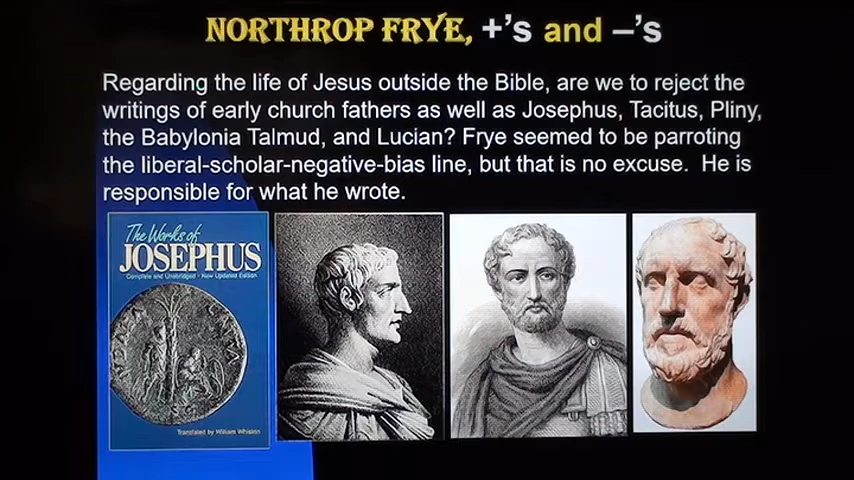 NORTHROP FRYE, +'s and –'s
Regarding the life of Jesus outside the Bible, are we to reject the
writings of early church fathers as well as Josephus, Tacitus, Pliny,
the Babylonia Talmud, and Lucian? Frye seemed to be parroting
the liberal-scholar-negative-bias line, but that is no excuse. He is
responsible for what he wrote.
The Works of
JOSEPHUS
Complete and Unabridged • New Updated Edition
Translated by William Whiston